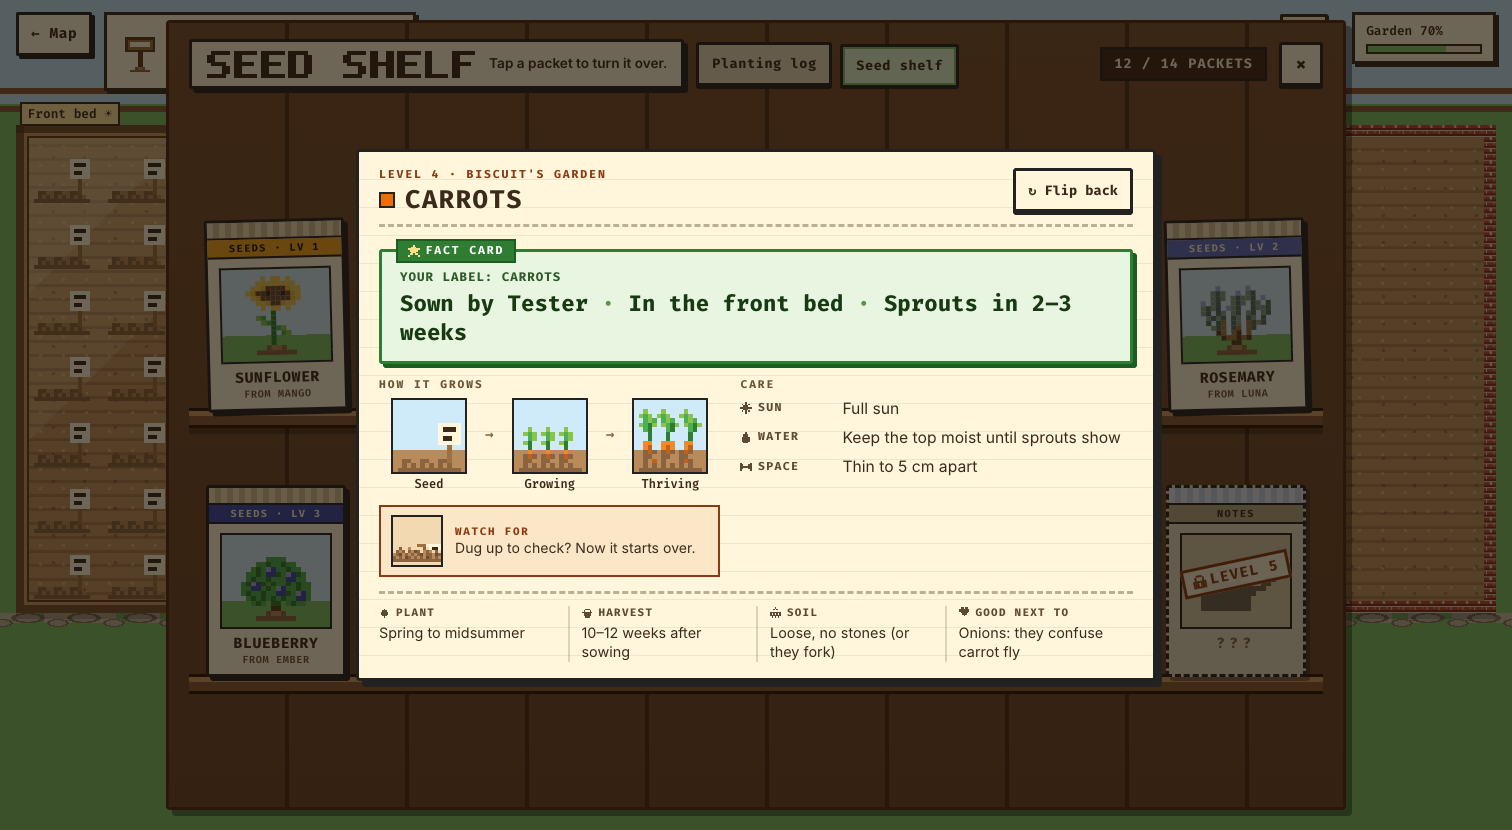 ← Map
SEED SHELF
Tap a packet to turn it over.
Planting log
Seed shelf
12 / 14 PACKETS
×
Garden 70%
Front bed ☀
LEVEL 4 · BISCUIT'S GARDEN
CARROTS
↻ Flip back
FACT CARD
YOUR LABEL: CARROTS
Sown by Tester · In the front bed · Sprouts in 2–3
weeks
HOW IT GROWS
→
→
Seed
Growing
Thriving
CARE
SUN
Full sun
WATER
Keep the top moist until sprouts show
SPACE
Thin to 5 cm apart
WATCH FOR
Dug up to check? Now it starts over.
PLANT
Spring to midsummer
HARVEST
10–12 weeks after
sowing
SOIL
Loose, no stones (or
they fork)
GOOD NEXT TO
Onions: they confuse
carrot fly
SEEDS · LV 1
SUNFLOWER
FROM MANGO
SEEDS · LV 3
BLUEBERRY
FROM EMBER
SEEDS · LV 2
ROSEMARY
FROM LUNA
NOTES
LEVEL 5
???